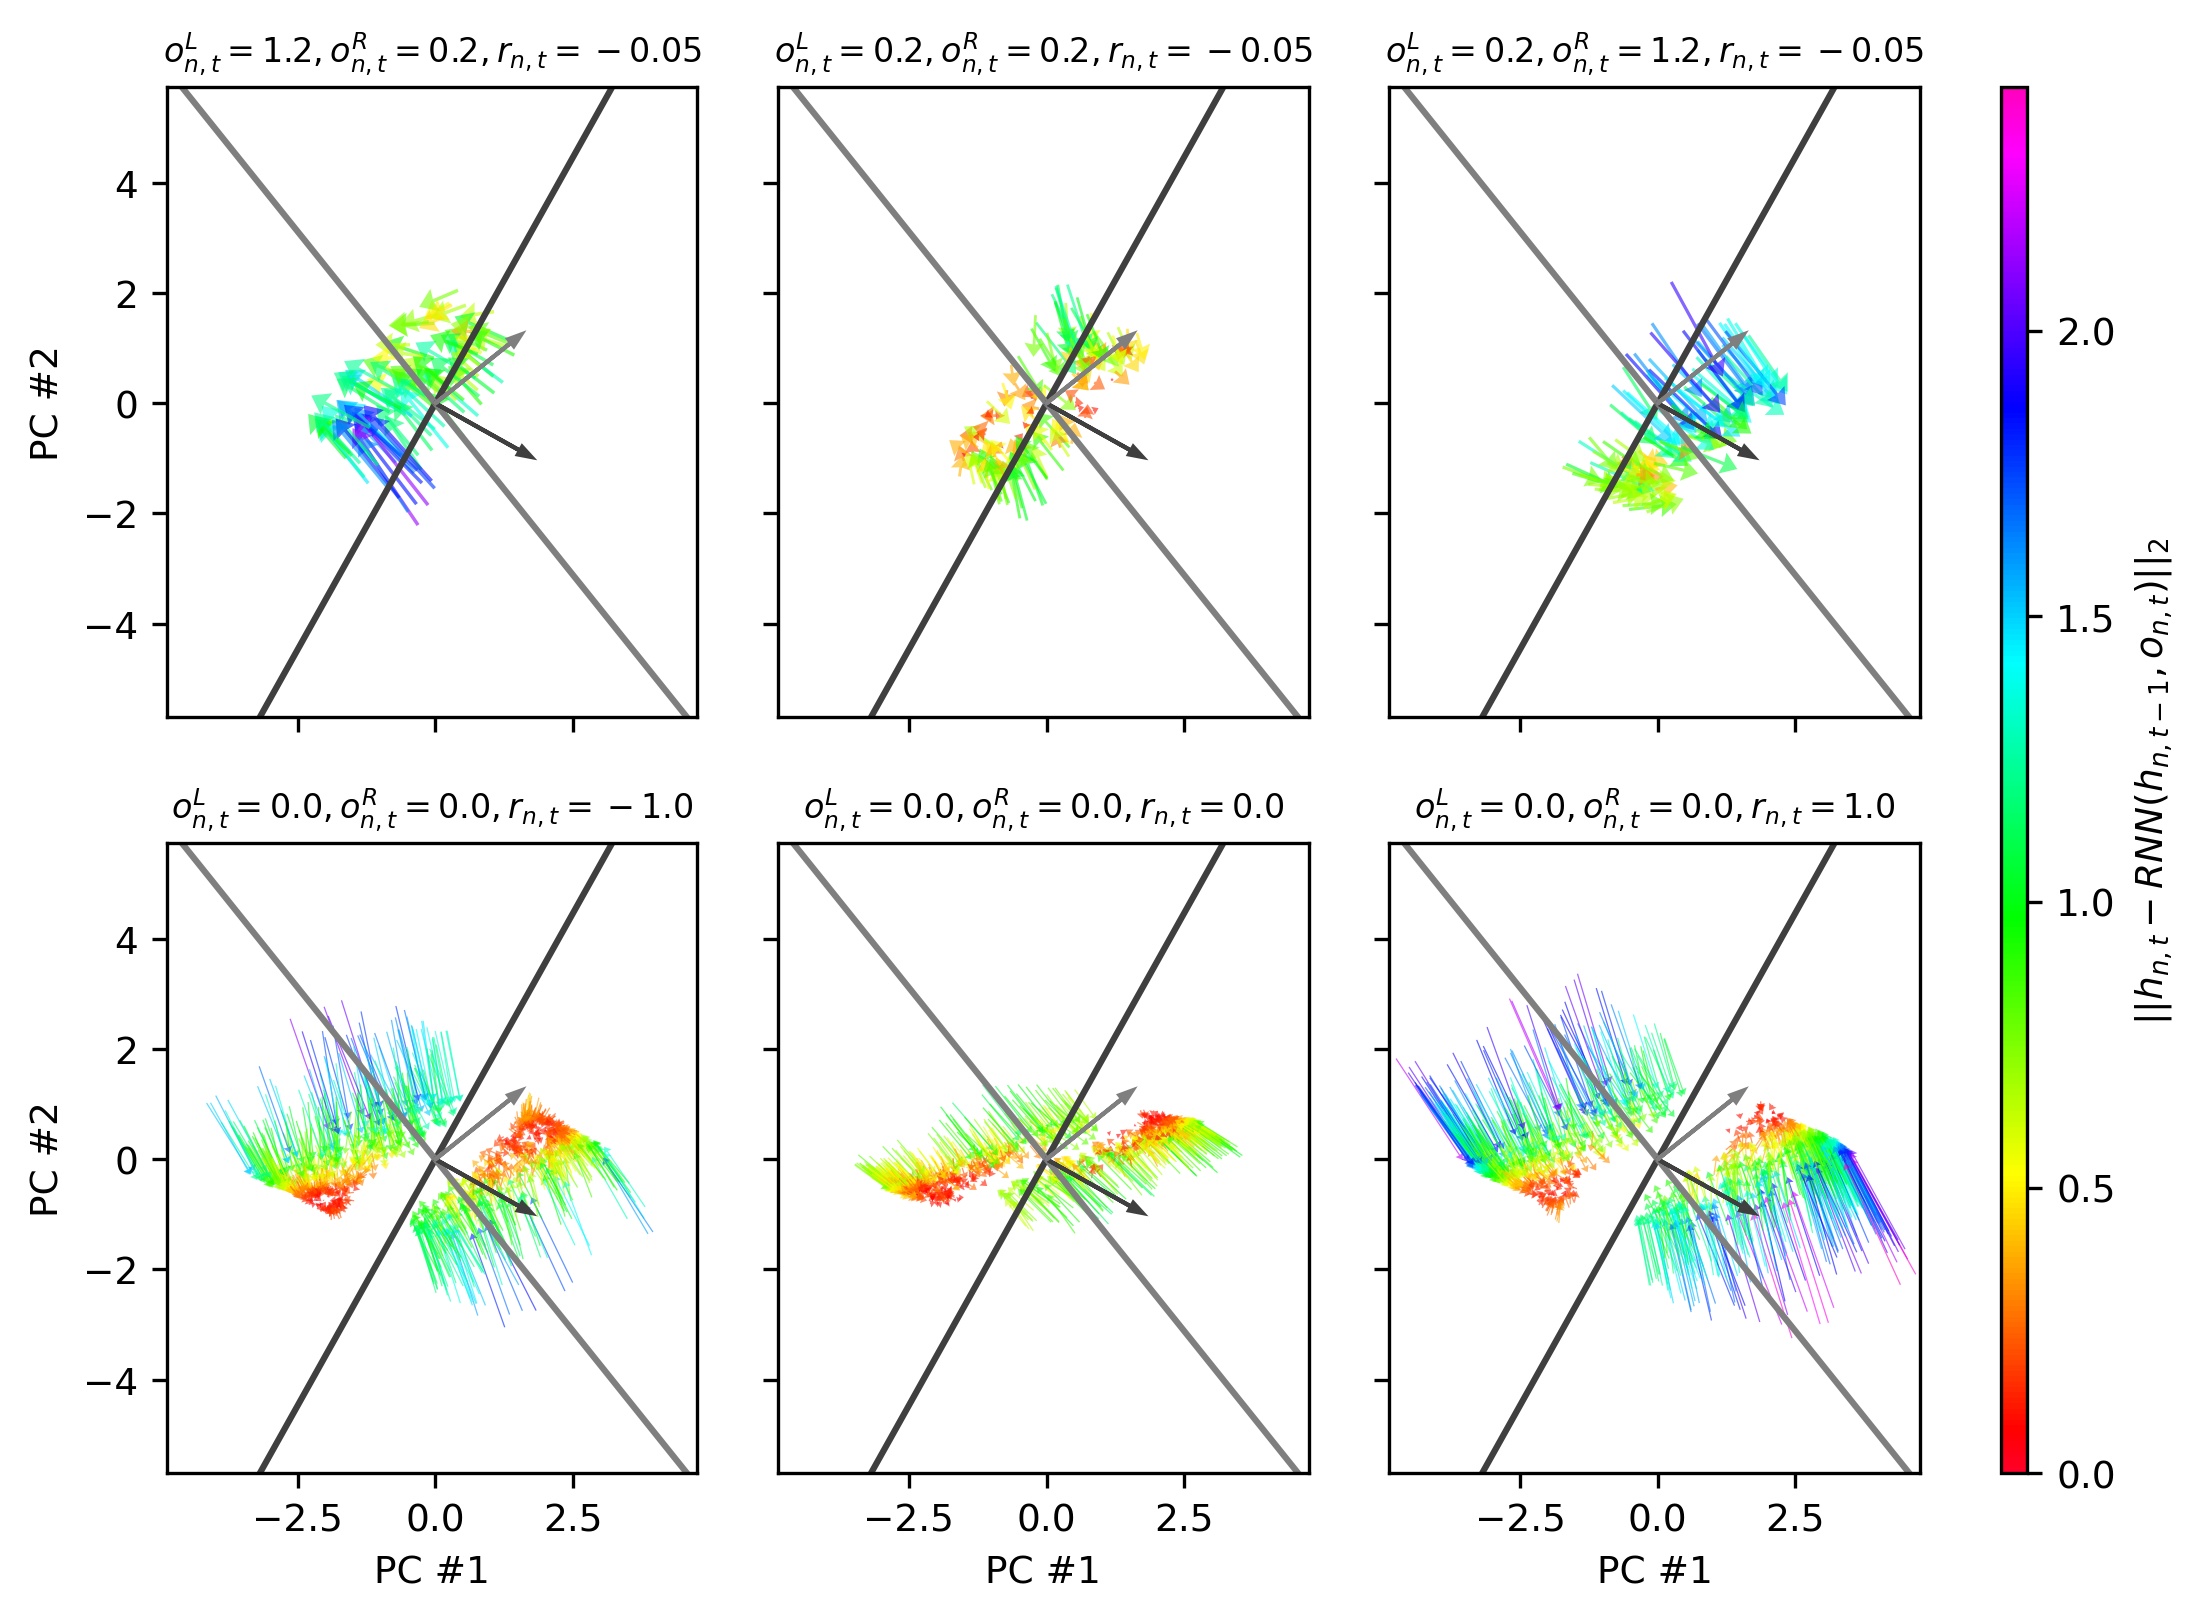 o^L_{n,t} = 1.2, o^R_{n,t} = 0.2, r_{n,t} = −0.05
o^L_{n,t} = 0.2, o^R_{n,t} = 0.2, r_{n,t} = −0.05
o^L_{n,t} = 0.2, o^R_{n,t} = 1.2, r_{n,t} = −0.05
PC #2
4
2
0
−2
−4
o^L_{n,t} = 0.0, o^R_{n,t} = 0.0, r_{n,t} = −1.0
o^L_{n,t} = 0.0, o^R_{n,t} = 0.0, r_{n,t} = 0.0
o^L_{n,t} = 0.0, o^R_{n,t} = 0.0, r_{n,t} = 1.0
PC #2
4
2
0
−2
−4
−2.5 0.0 2.5
−2.5 0.0 2.5
−2.5 0.0 2.5
PC #1
PC #1
PC #1
2.0
1.5
1.0
0.5
0.0
||h_{n,t} − RNN(h_{n,t−1}, o_{n,t})||_2